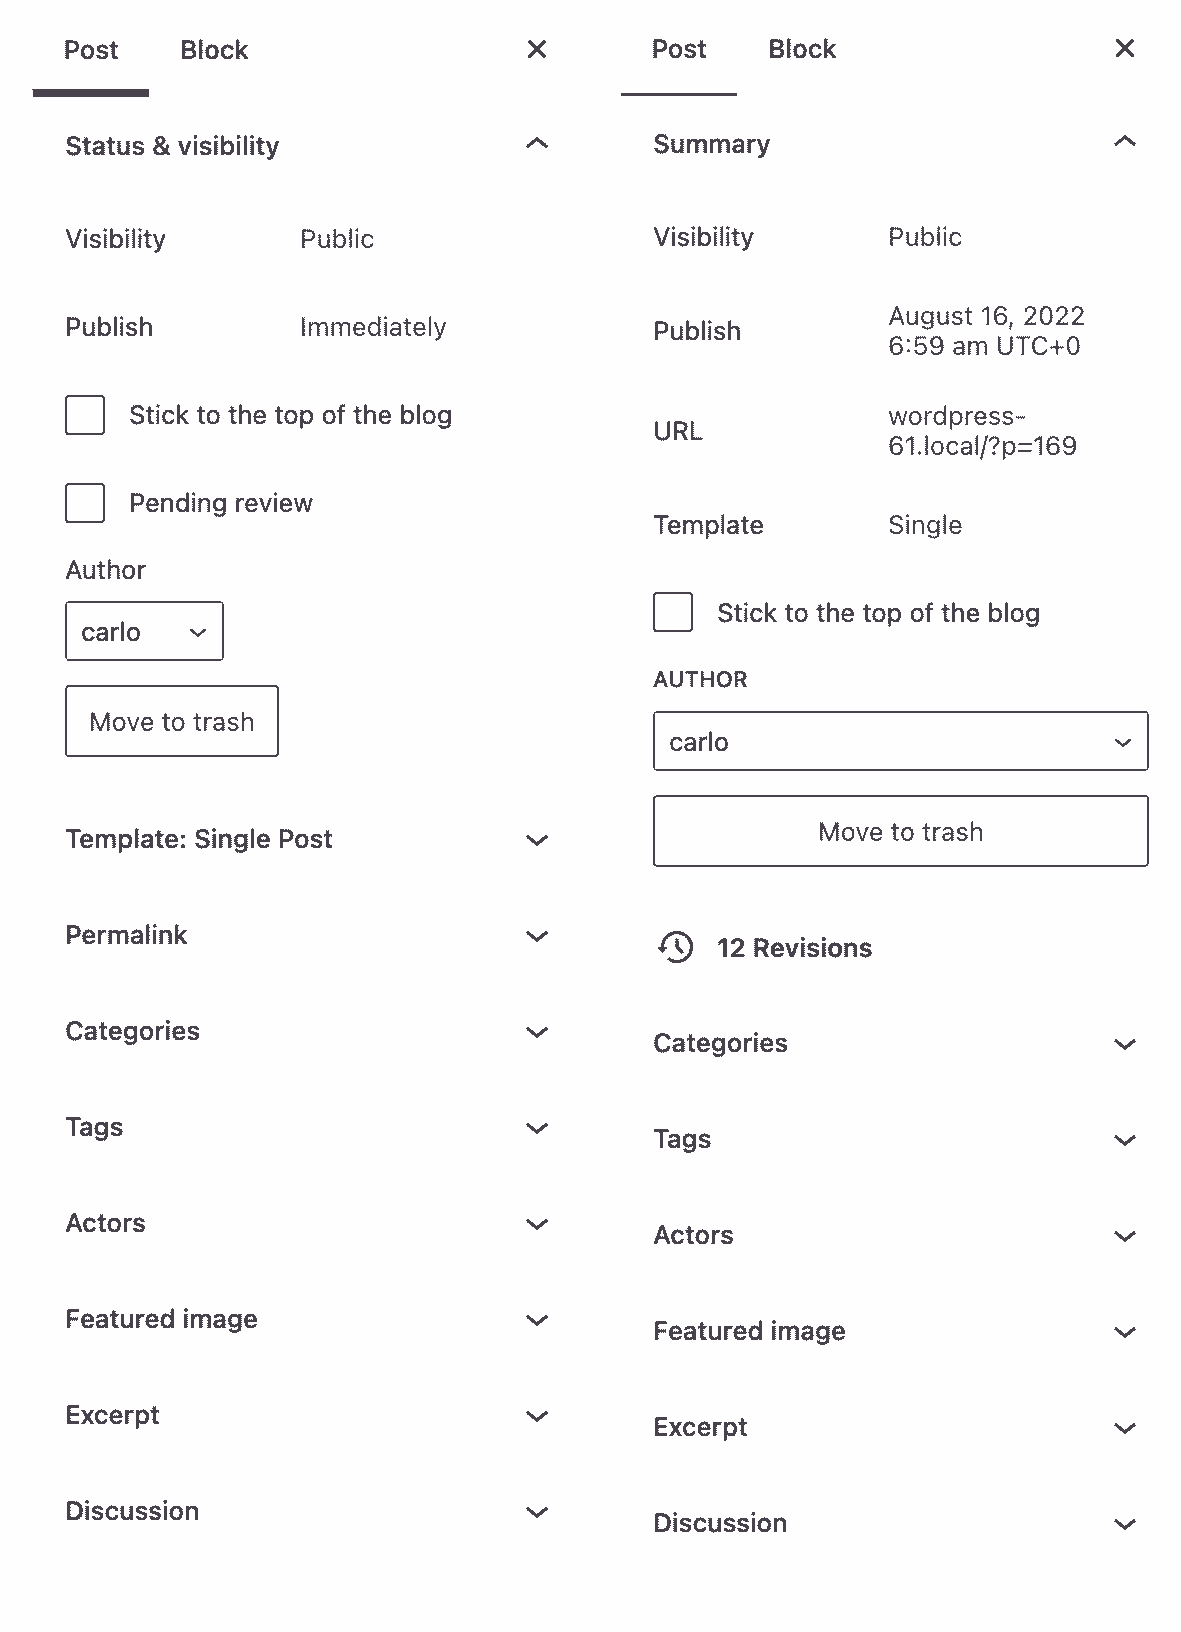 Post Block
Status & visibility
Visibility Public
Publish Immediately
Stick to the top of the blog
Pending review
Author
carlo
Move to trash
Template: Single Post
Permalink
Categories
Tags
Actors
Featured image
Excerpt
Discussion
Post Block
Summary
Visibility Public
Publish August 16, 2022
6:59 am UTC+0
URL wordpress-
61.local/?p=169
Template Single
Stick to the top of the blog
AUTHOR
carlo
Move to trash
12 Revisions
Categories
Tags
Actors
Featured image
Excerpt
Discussion